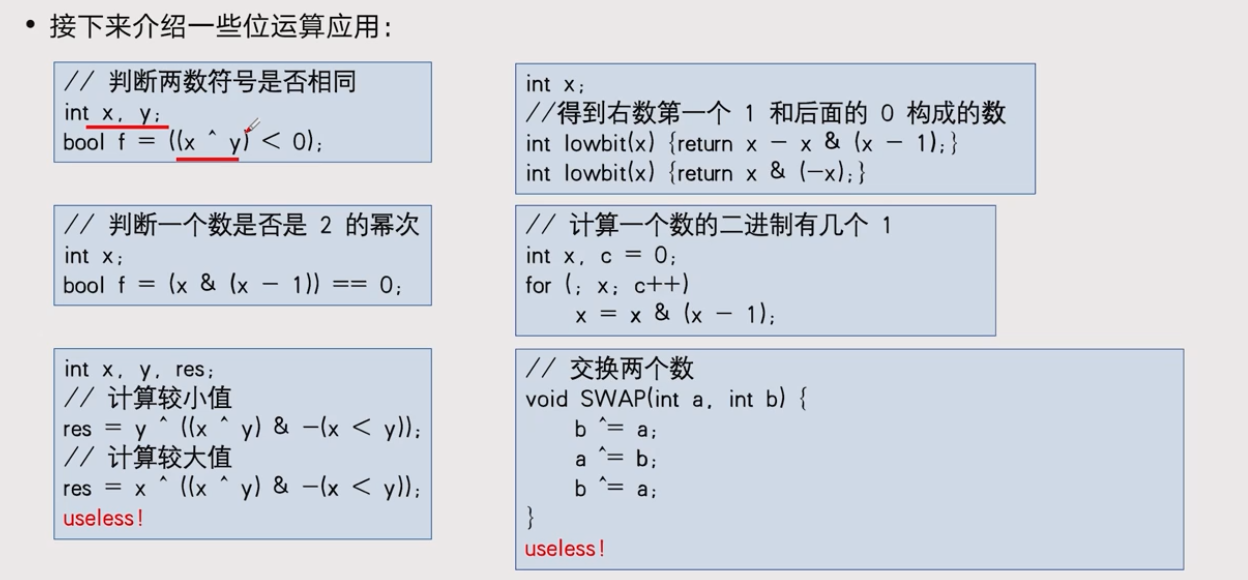 • 接下来介绍一些位运算应用:
// 判断两数符号是否相同
int x, y;
bool f = ((x ^ y) < 0);
int x;
//得到右数第一个 1 和后面的 0 构成的数
int lowbit(x) {return x - x & (x - 1);}
int lowbit(x) {return x & (-x);}
// 判断一个数是否是 2 的幂次
int x;
bool f = (x & (x - 1)) == 0;
// 计算一个数的二进制有几个 1
int x, c = 0;
for (; x; c++)
x = x & (x - 1);
int x, y, res;
// 计算较小值
res = y ^ ((x ^ y) & -(x < y));
// 计算较大值
res = x ^ ((x ^ y) & -(x < y));
useless!
// 交换两个数
void SWAP(int a, int b) {
b ^= a;
a ^= b;
b ^= a;
}
useless!